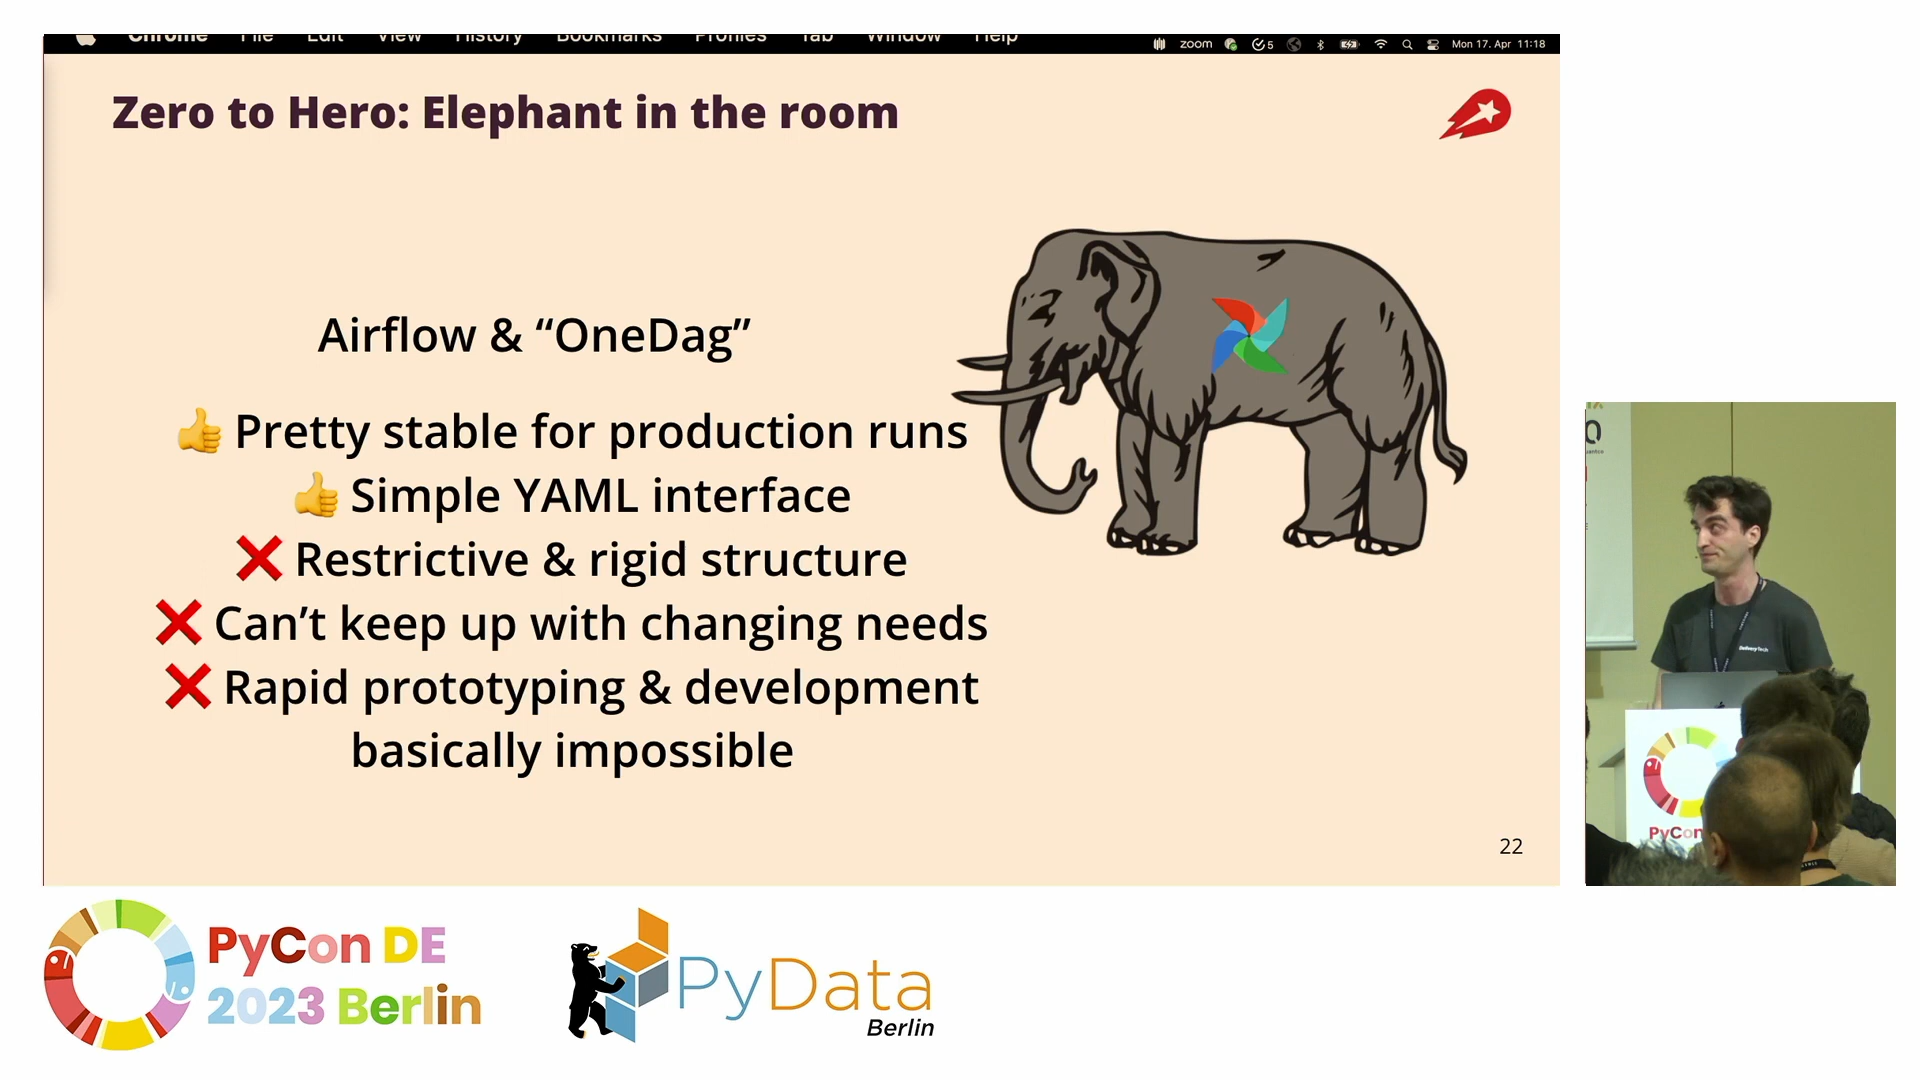 Chrome File Edit View History Bookmarks Profiles Tab Window Help
zoom 5 Mon 17. Apr 11:18
Zero to Hero: Elephant in the room
Airflow & “OneDag”
👍 Pretty stable for production runs
👍 Simple YAML interface
❌ Restrictive & rigid structure
❌ Can’t keep up with changing needs
❌ Rapid prototyping & development
basically impossible
22
PyCon
PyCon DE
2023 Berlin
PyData
Berlin